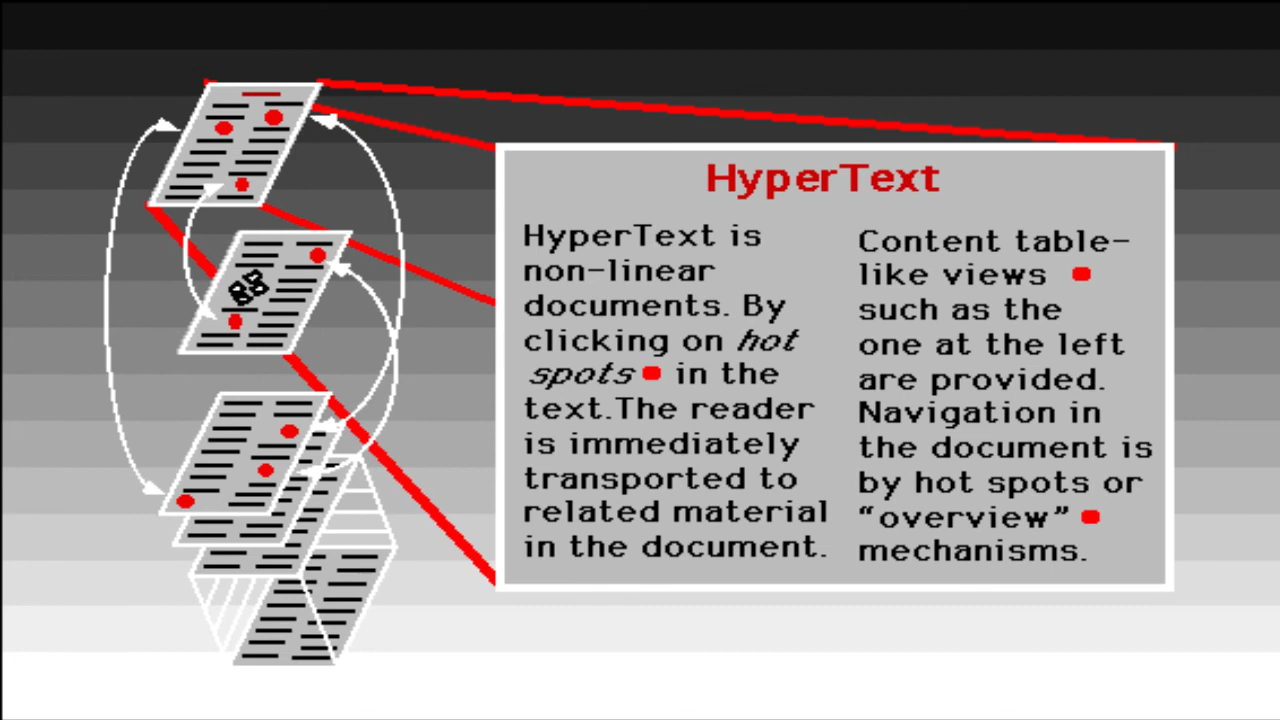 HyperText
HyperText is
non-linear
documents. By
clicking on hot
spots in the
text.The reader
is immediately
transported to
related material
in the document.
Content table-
like views
such as the
one at the left
are provided.
Navigation in
the document is
by hot spots or
“overview”
mechanisms.